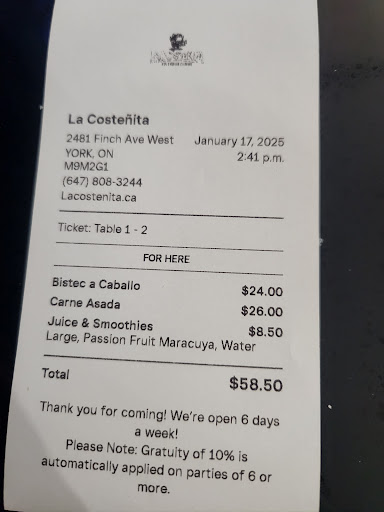 La Costeñita
2481 Finch Ave West
January 17, 2025
YORK, ON
2:41 p.m.
M9M2G1
(647) 808-3244
Lacostenita.ca
Ticket: Table 1 - 2
FOR HERE
Bistec a Caballo $24.00
Carne Asada $26.00
Juice & Smoothies $8.50
Large, Passion Fruit Maracuya, Water
Total $58.50
Thank you for coming! We're open 6 days
a week!
Please Note: Gratuity of 10% is
automatically applied on parties of 6 or
more.